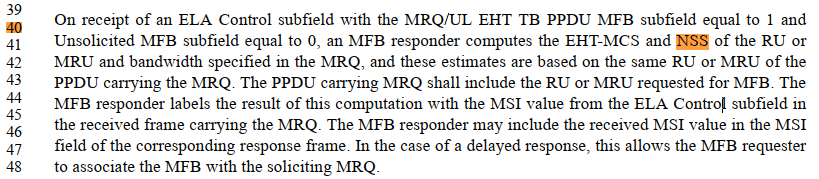 39
40 On receipt of an ELA Control subfield with the MRQ/UL EHT TB PPDU MFB subfield equal to 1 and
41 Unsolicited MFB subfield equal to 0, an MFB responder computes the EHT-MCS and NSS of the RU or
42 MRU and bandwidth specified in the MRQ, and these estimates are based on the same RU or MRU of the
43 PPDU carrying the MRQ. The PPDU carrying MRQ shall include the RU or MRU requested for MFB. The
44 MFB responder labels the result of this computation with the MSI value from the ELA Control subfield in
45 the received frame carrying the MRQ. The MFB responder may include the received MSI value in the MSI
46
47 field of the corresponding response frame. In the case of a delayed response, this allows the MFB requester
48 to associate the MFB with the soliciting MRQ.